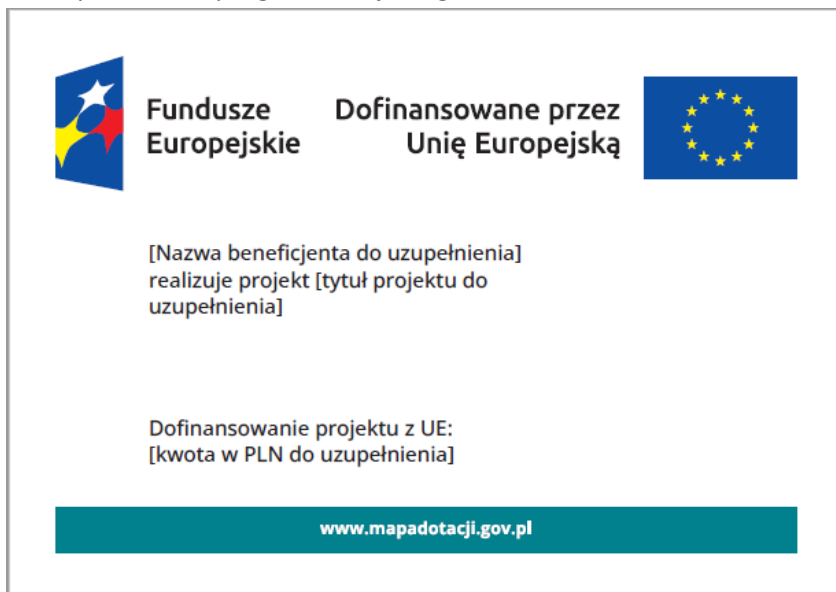 Fundusze
Europejskie
Dofinansowane przez
Unię Europejską
[Nazwa beneficjenta do uzupełnienia]
realizuje projekt [tytuł projektu do
uzupełnienia]
Dofinansowanie projektu z UE:
[kwota w PLN do uzupełnienia]
www.mapadotacji.gov.pl